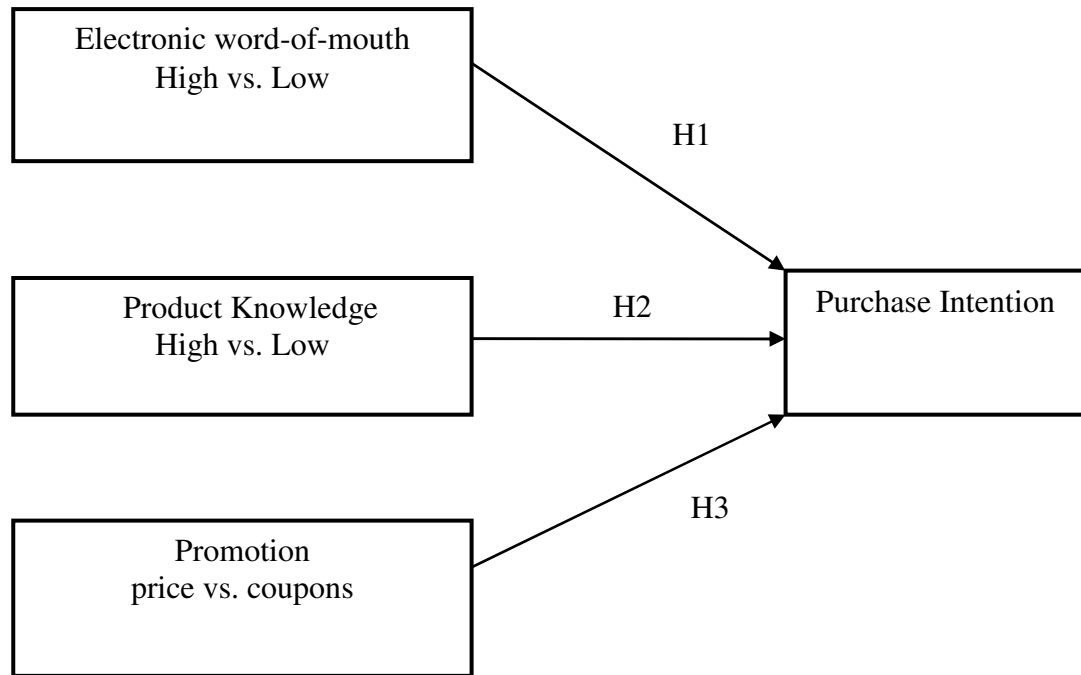 Electronic word-of-mouth
High vs. Low
H1
Product Knowledge
High vs. Low
H2
Purchase Intention
H3
Promotion
price vs. coupons